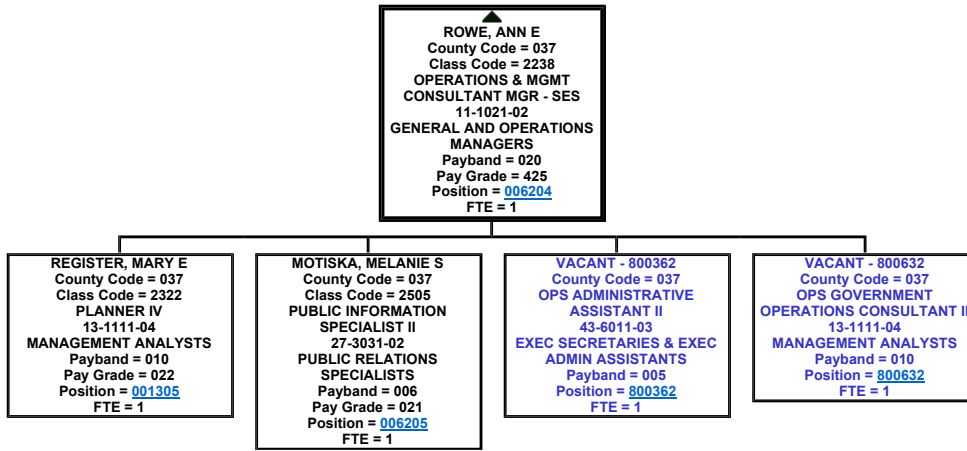 ROWE, ANN E
County Code = 037
Class Code = 2238
OPERATIONS & MGMT
CONSULTANT MGR - SES
11-1021-02
GENERAL AND OPERATIONS
MANAGERS
Payband = 020
Pay Grade = 425
Position = 006204
FTE = 1
REGISTER, MARY E
County Code = 037
Class Code = 2322
PLANNER IV
13-1111-04
MANAGEMENT ANALYSTS
Payband = 010
Pay Grade = 022
Position = 001305
FTE = 1
MOTISKA, MELANIE S
County Code = 037
Class Code = 2505
PUBLIC INFORMATION
SPECIALIST II
27-3031-02
PUBLIC RELATIONS
SPECIALISTS
Payband = 006
Pay Grade = 021
Position = 006205
FTE = 1
VACANT - 800362
County Code = 037
OPS ADMINISTRATIVE
ASSISTANT II
43-6011-03
EXEC SECRETARIES & EXEC
ADMIN ASSISTANTS
Payband = 005
Position = 800362
FTE = 1
VACANT - 800632
County Code = 037
OPS GOVERNMENT
OPERATIONS CONSULTANT II
13-1111-04
MANAGEMENT ANALYSTS
Payband = 010
Position = 800632
FTE = 1